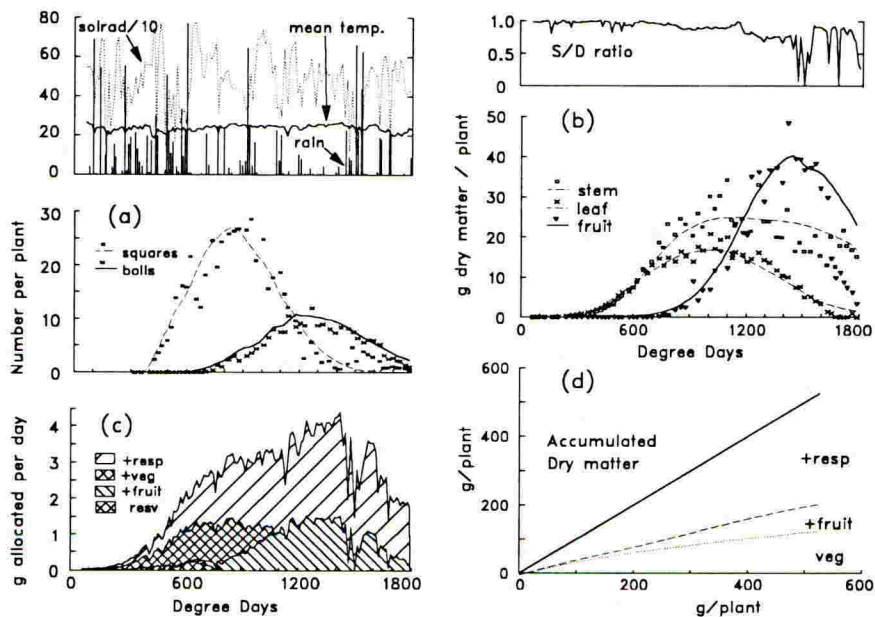 solrad/10
mean temp.
rain
80
60
40
20
0
(a)
squares
bolls
Number per plant
30
20
10
0
(c)
+resp
+veg
+fruit
resv
g allocated per day
4
3
2
1
0
600
1200
1800
Degree Days
1.0
0.5
0
S/D ratio
(b)
stem
leaf
fruit
g dry matter / plant
50
40
30
20
10
0
600
1200
1800
Degree Days
(d)
Accumulated
Dry matter
+resp
+fruit
veg
g/plant
600
400
200
0
0
200
400
600
g/plant